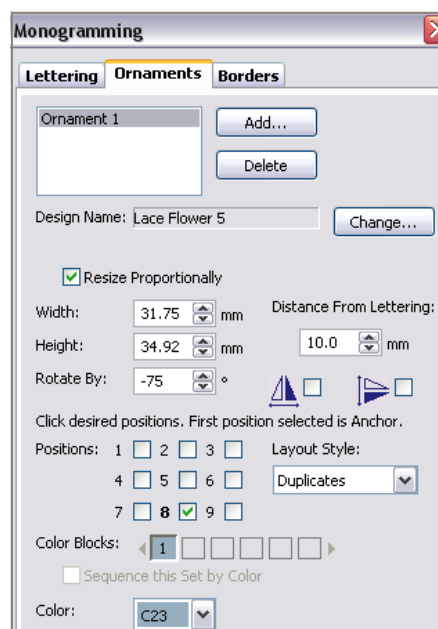 Monogramming
Lettering Ornaments Borders
Ornament 1
Add...
Delete
Design Name: Lace Flower 5 Change...
Resize Proportionally
Width: 31.75 mm Distance From Lettering:
Height: 34.92 mm 10.0 mm
Rotate By: -75 °
Click desired positions. First position selected is Anchor.
Positions: 1 2 3 Layout Style:
4 5 6 Duplicates
7 8 9
Color Blocks: 1
Sequence this Set by Color
Color: C23